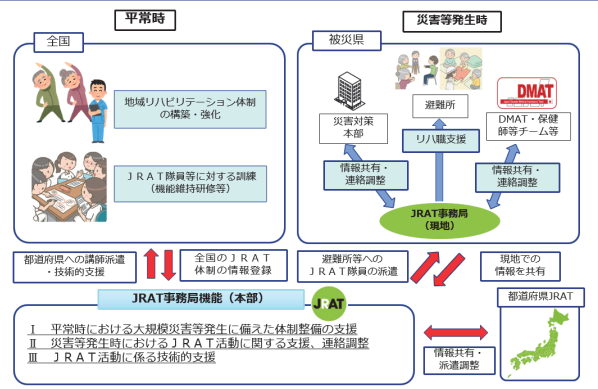 平常時
災害等発生時
全国
地域リハビリテーション体制
の構築・強化
ＪＲＡＴ隊員等に対する訓練
（機能維持研修等）
被災県
災害対策
本部
避難所
DMAT
DMAT・保健
師等チーム等
リハ職支援
情報共有・
連絡調整
情報共有・
連絡調整
JRAT事務局
（現地）
都道府県への講師派遣
・技術的支援
全国のＪＲＡＴ
体制の情報登録
避難所等への
ＪＲＡＴ隊員の派遣
現地での
情報を共有
JRAT事務局機能（本部）
JRAT
Ⅰ　平常時における大規模災害等発生に備えた体制整備の支援
Ⅱ　災害等発生時におけるＪＲＡＴ活動に関する支援、連絡調整
Ⅲ　ＪＲＡＴ活動に係る技術的支援
都道府県JRAT
情報共有・
派遣調整